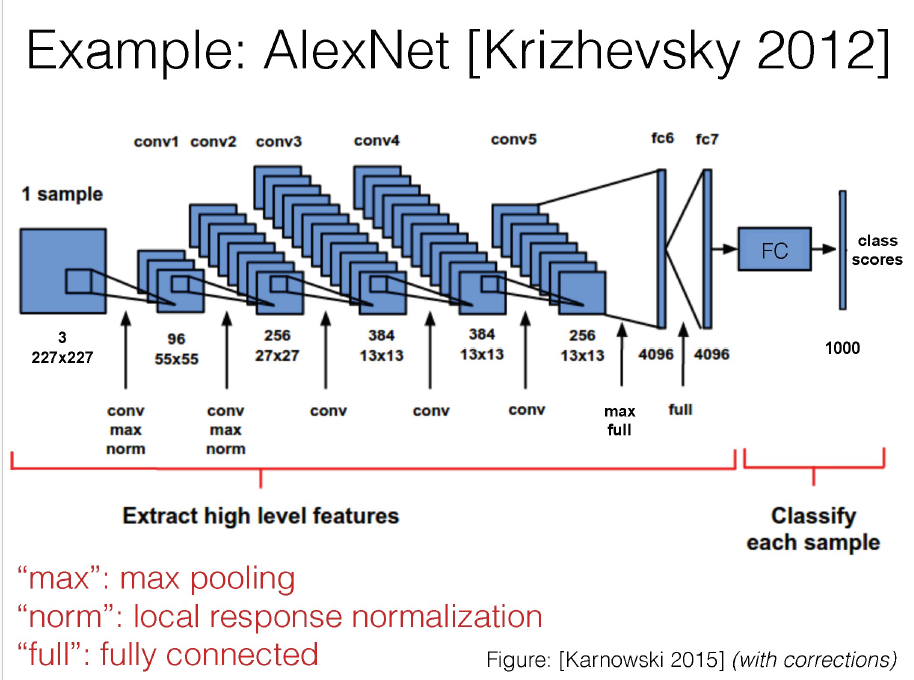 Example: AlexNet [Krizhevsky 2012]
conv1 conv2 conv3 conv4 conv5 fc6 fc7
1 sample
FC
class
scores
3
227x227
96
55x55
256
27x27
384
13x13
384
13x13
256
13x13
4096 4096
1000
conv
max
norm
conv
max
norm
conv
conv
conv
max
full
full
Extract high level features
Classify
each sample
“max”: max pooling
“norm”: local response normalization
“full”: fully connected
Figure: [Karnowski 2015] (with corrections)